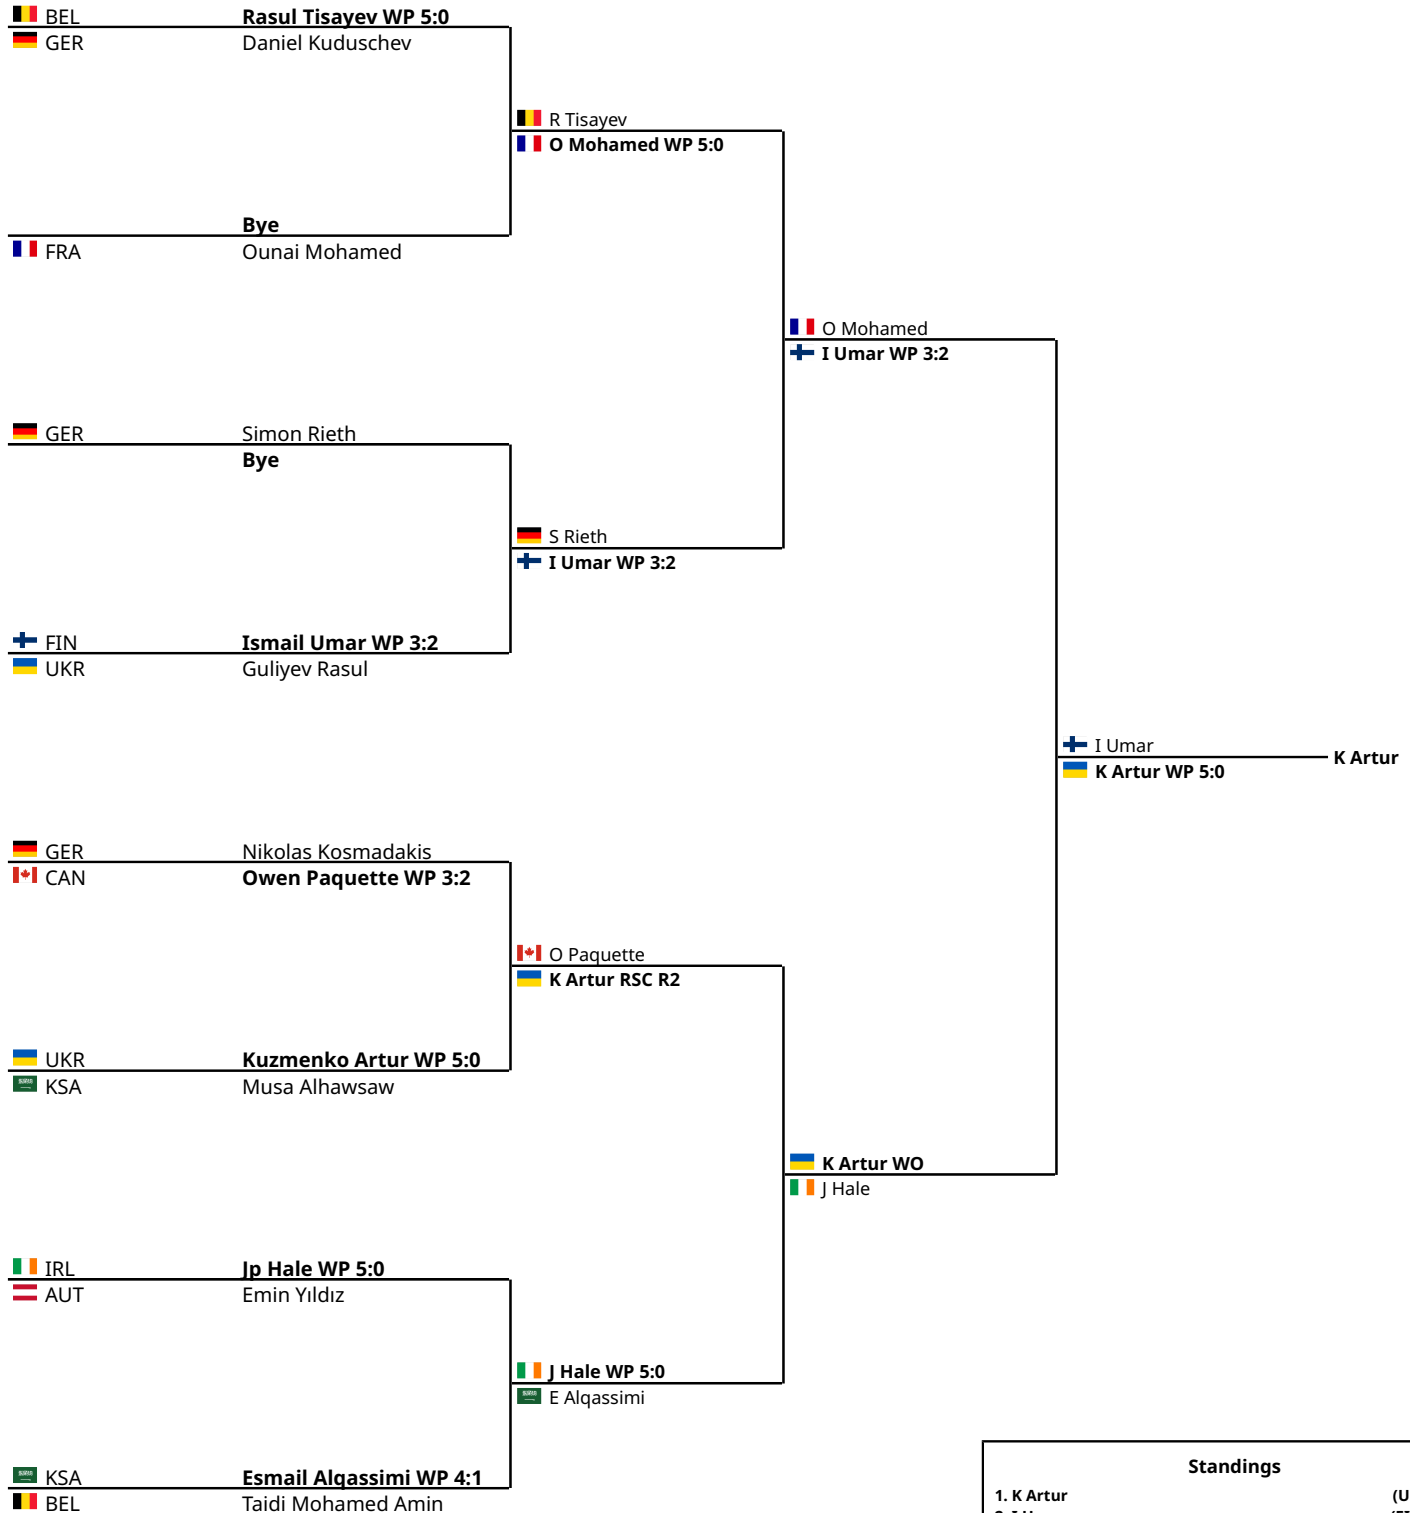 BEL Rasul Tisayev WP 5:0
GER Daniel Kuduschev
R Tisayev
O Mohamed WP 5:0
Bye
FRA Ounai Mohamed
O Mohamed
I Umar WP 3:2
GER Simon Rieth
Bye
S Rieth
I Umar WP 3:2
FIN Ismail Umar WP 3:2
UKR Guliyev Rasul
I Umar
K Artur WP 5:0
K Artur
GER Nikolas Kosmadakis
CAN Owen Paquette WP 3:2
O Paquette
K Artur RSC R2
UKR Kuzmenko Artur WP 5:0
KSA Musa Alhawsaw
K Artur WO
J Hale
IRL Jp Hale WP 5:0
AUT Emin Yıldız
J Hale WP 5:0
E Alqassimi
Standings
KSA Esmail Alqassimi WP 4:1
1. K Artur (U
BEL Taidi Mohamed Amin